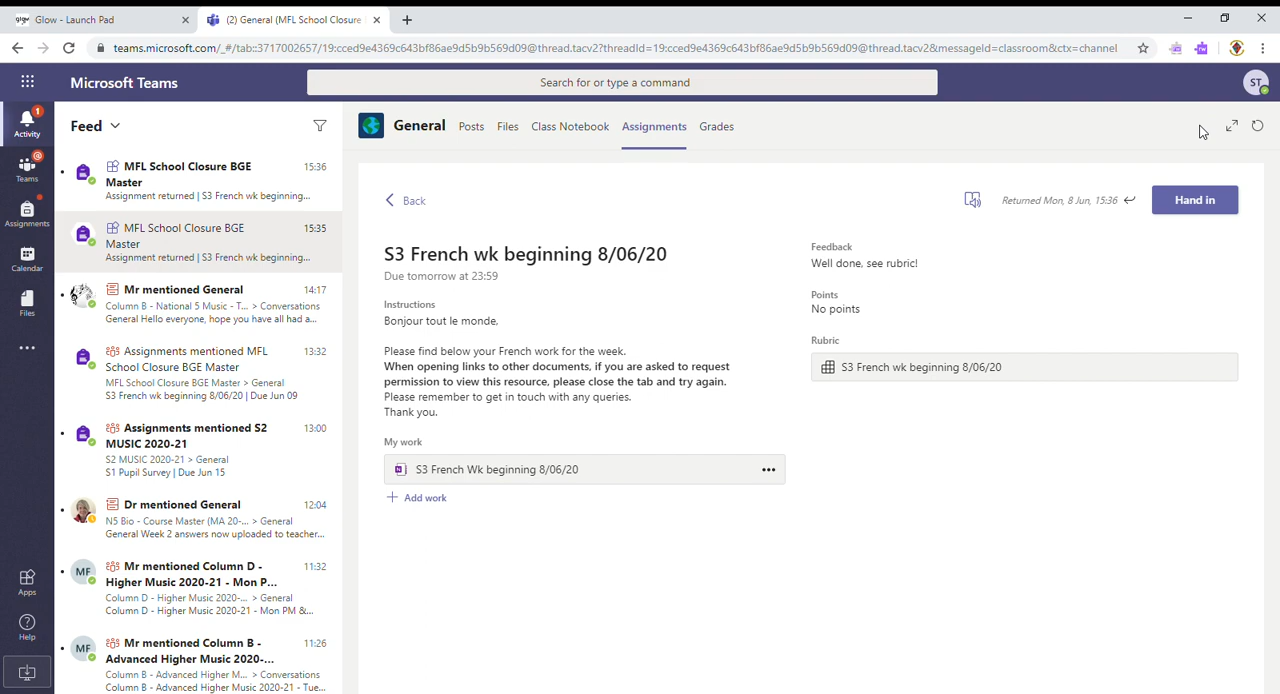 glow Glow - Launch Pad
(2) General (MFL School Closure
teams.microsoft.com/_#/tab::3717002657/19:cced9e4369c643bf86ae9d5b9b569d09@thread.tacv2?threadId=19:cced9e4369c643bf86ae9d5b9b569d09@thread.tacv2&messageId=classroom&ctx=channel
Microsoft Teams
Search for or type a command
ST
1
Activity
Teams
Assignments
Calendar
Files
Apps
Help
Feed
MFL School Closure BGE 15:36
Master
Assignment returned | S3 French wk beginning...
MFL School Closure BGE 15:35
Master
Assignment returned | S3 French wk beginning...
Mr mentioned General 14:17
Column B - National 5 Music - T... > Conversations
General Hello everyone, hope you have all had a...
Assignments mentioned MFL 13:32
School Closure BGE Master
MFL School Closure BGE Master > General
S3 French wk beginning 8/06/20 | Due Jun 09
Assignments mentioned S2 13:00
MUSIC 2020-21
S2 MUSIC 2020-21 > General
S1 Pupil Survey | Due Jun 15
Dr mentioned General 12:04
N5 Bio - Course Master (MA 20-... > General
General Week 2 answers now uploaded to teacher...
MF Mr mentioned Column D - 11:32
Higher Music 2020-21 - Mon P...
Column D - Higher Music 2020-... > General
Column D - Higher Music 2020-21 - Mon PM &...
MF Mr mentioned Column B - 11:26
Advanced Higher Music 2020-...
Column B - Advanced Higher M... > Conversations
Column B - Advanced Higher Music 2020-21 - Tue...
General Posts Files Class Notebook Assignments Grades
Back
Returned Mon, 8 Jun, 15:36
Hand in
S3 French wk beginning 8/06/20
Due tomorrow at 23:59
Instructions
Bonjour tout le monde,
Please find below your French work for the week.
When opening links to other documents, if you are asked to request
permission to view this resource, please close the tab and try again.
Please remember to get in touch with any queries.
Thank you.
My work
S3 French Wk beginning 8/06/20
Add work
Feedback
Well done, see rubric!
Points
No points
Rubric
S3 French wk beginning 8/06/20